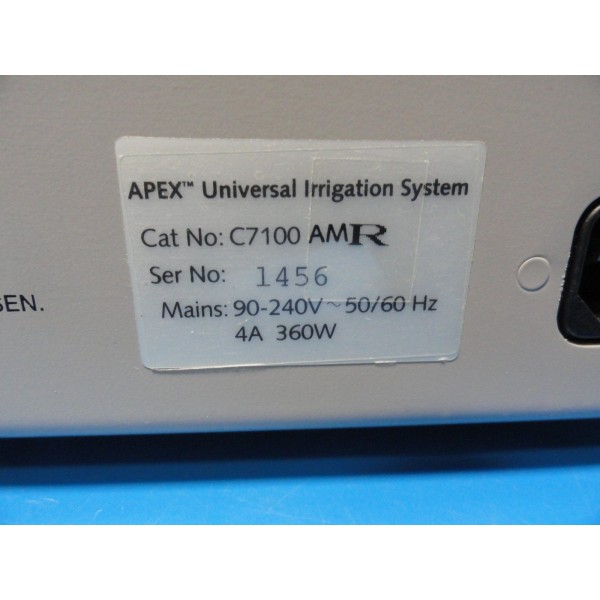 APEX™ Universal Irrigation System
Cat No: C7100 AMR
Ser No: 1456
SEN.
Mains: 90-240V~50/60 Hz
4A 360W